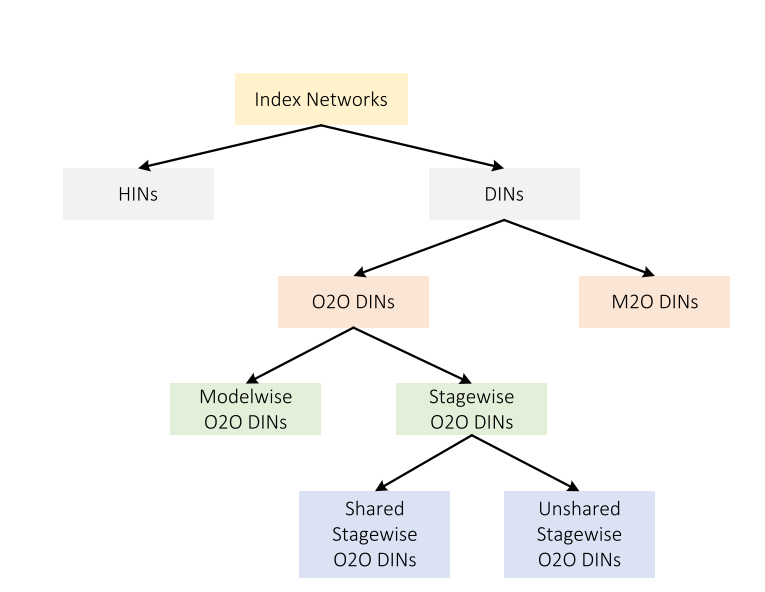 Index Networks
HINs
DINs
O2O DINs
M2O DINs
Modelwise
O2O DINs
Stagewise
O2O DINs
Shared
Stagewise
O2O DINs
Unshared
Stagewise
O2O DINs